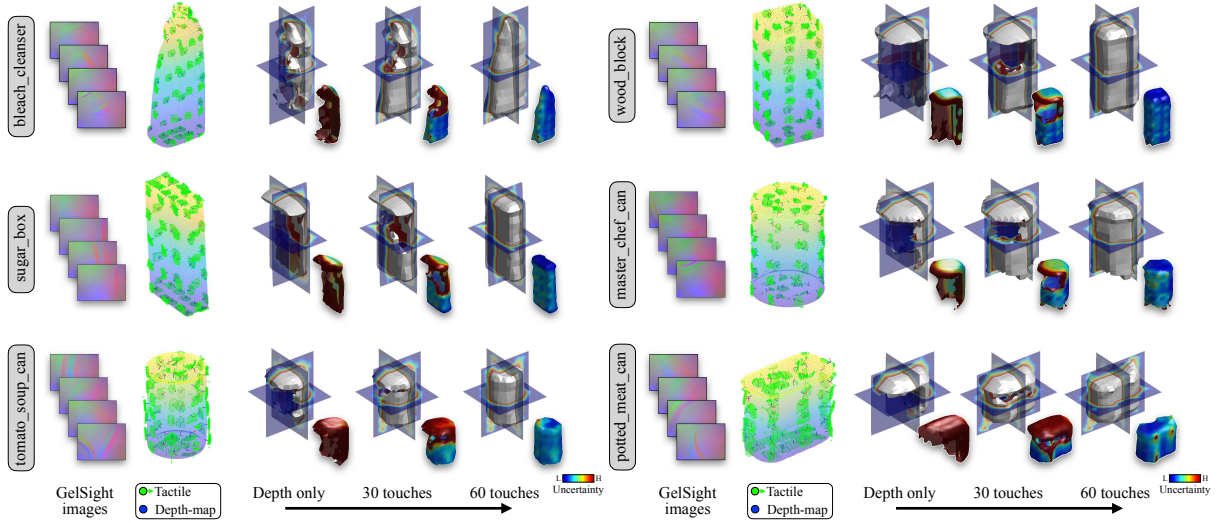 bleach_cleanser
wood_block
sugar_box
master_chef_can
tomato_soup_can
potted_meat_can
GelSight
images
Tactile
Depth-map
Depth only
30 touches
60 touches
L
H
Uncertainty
GelSight
images
Tactile
Depth-map
Depth only
30 touches
60 touches
L
H
Uncertainty